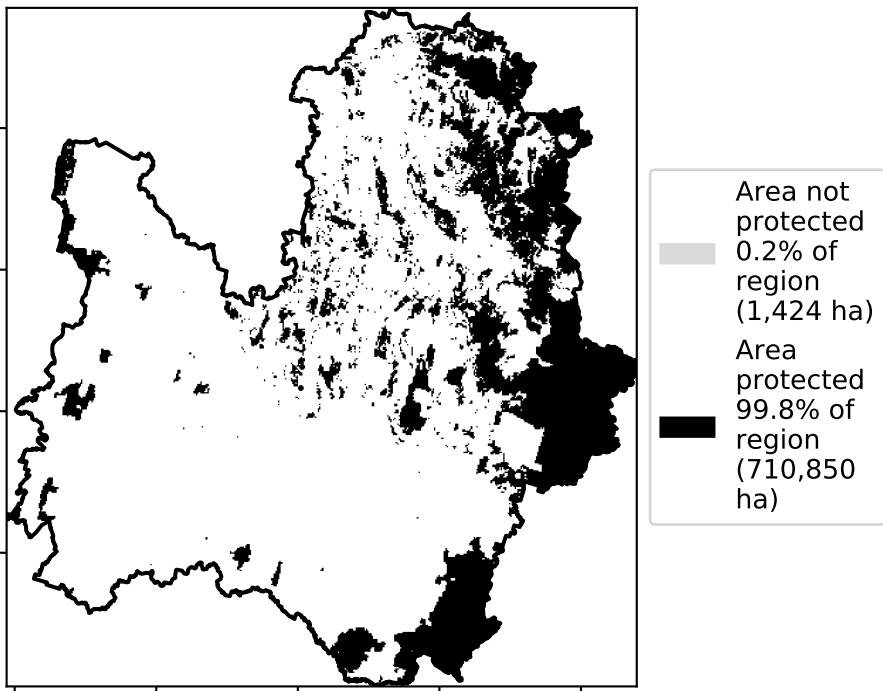 Area not
protected
0.2% of
region
(1,424 ha)
Area
protected
99.8% of
region
(710,850
ha)